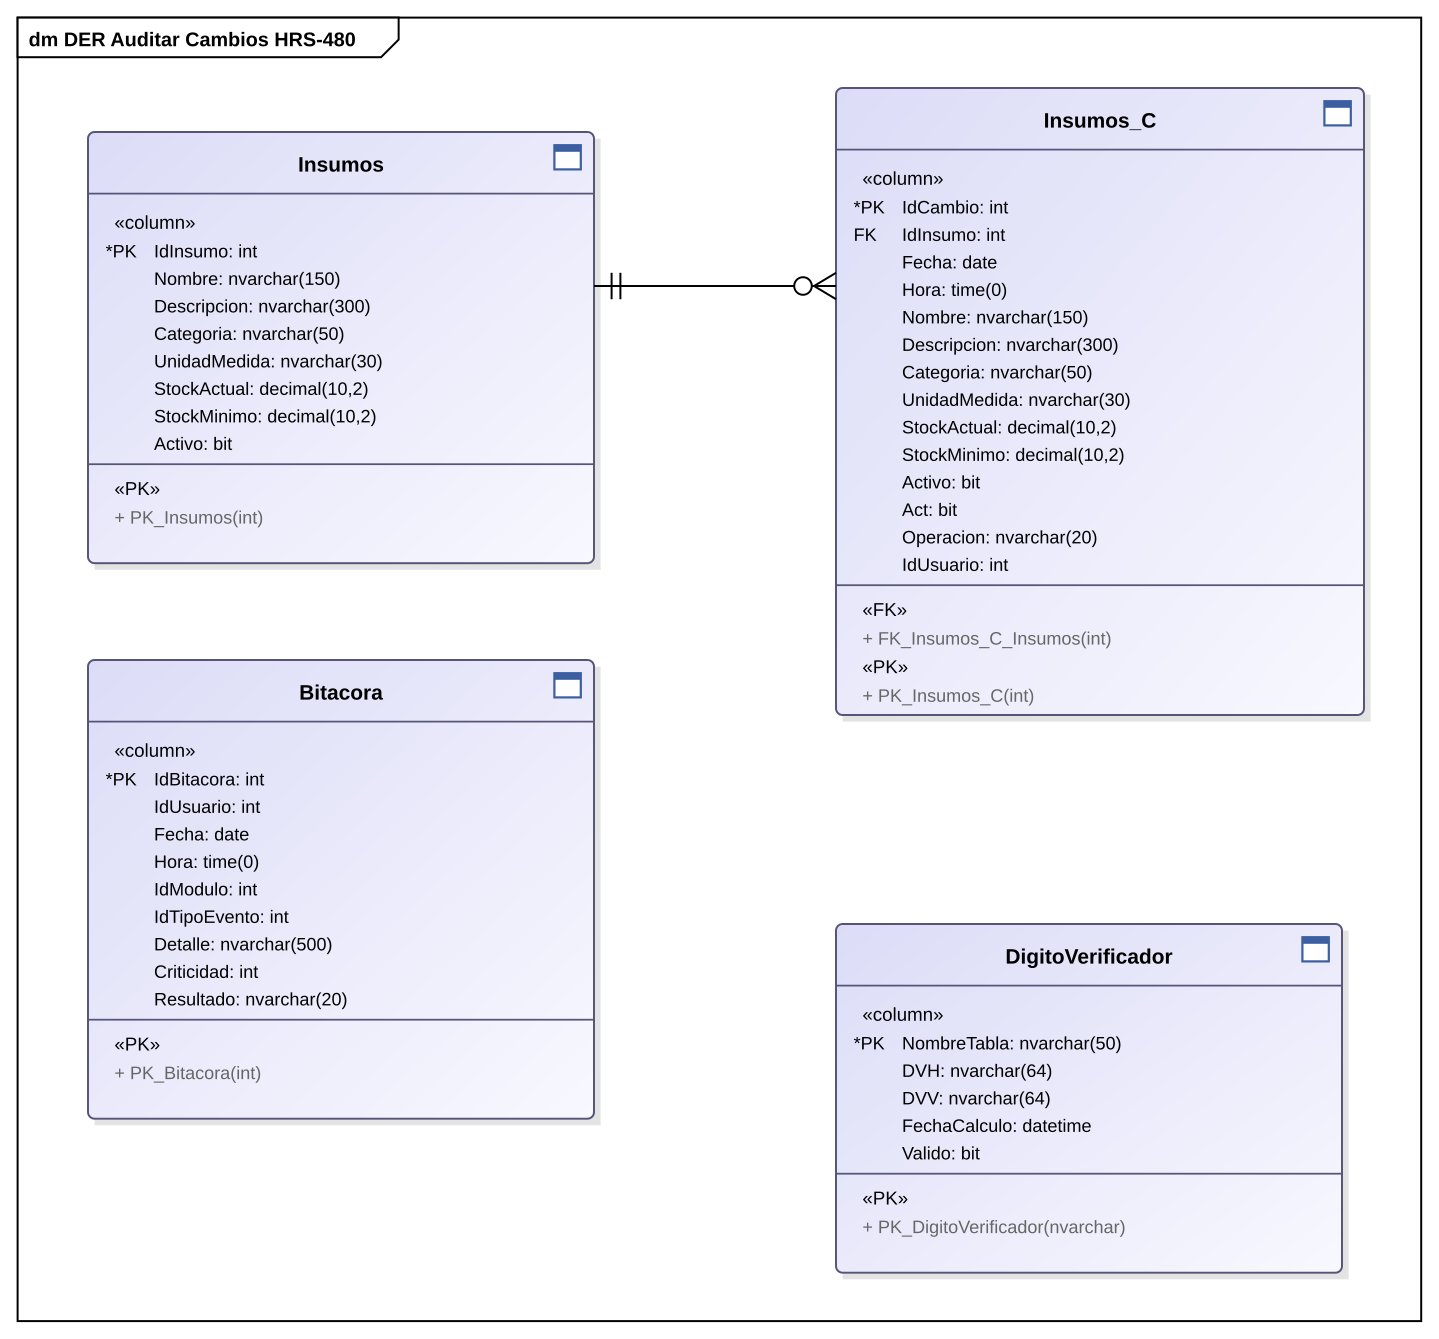 dm DER Auditar Cambios HRS-480
Insumos
«column»
*PK IdInsumo: int
Nombre: nvarchar(150)
Descripcion: nvarchar(300)
Categoria: nvarchar(50)
UnidadMedida: nvarchar(30)
StockActual: decimal(10,2)
StockMinimo: decimal(10,2)
Activo: bit
«PK»
+ PK_Insumos(int)
Insumos_C
«column»
*PK IdCambio: int
FK IdInsumo: int
Fecha: date
Hora: time(0)
Nombre: nvarchar(150)
Descripcion: nvarchar(300)
Categoria: nvarchar(50)
UnidadMedida: nvarchar(30)
StockActual: decimal(10,2)
StockMinimo: decimal(10,2)
Activo: bit
Act: bit
Operacion: nvarchar(20)
IdUsuario: int
«FK»
+ FK_Insumos_C_Insumos(int)
«PK»
+ PK_Insumos_C(int)
Bitacora
«column»
*PK IdBitacora: int
IdUsuario: int
Fecha: date
Hora: time(0)
IdModulo: int
IdTipoEvento: int
Detalle: nvarchar(500)
Criticidad: int
Resultado: nvarchar(20)
«PK»
+ PK_Bitacora(int)
DigitoVerificador
«column»
*PK NombreTabla: nvarchar(50)
DVH: nvarchar(64)
DVV: nvarchar(64)
FechaCalculo: datetime
Valido: bit
«PK»
+ PK_DigitoVerificador(nvarchar)